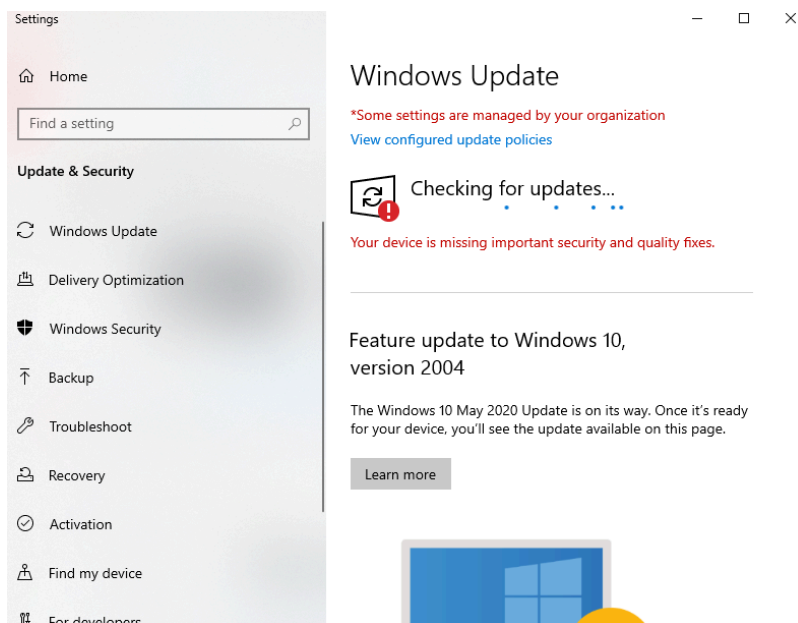 Settings
Home
Find a setting
Update & Security
Windows Update
Delivery Optimization
Windows Security
Backup
Troubleshoot
Recovery
Activation
Find my device
For developers
Windows Update
*Some settings are managed by your organization
View configured update policies
Checking for updates...
Your device is missing important security and quality fixes.
Feature update to Windows 10,
version 2004
The Windows 10 May 2020 Update is on its way. Once it's ready
for your device, you'll see the update available on this page.
Learn more